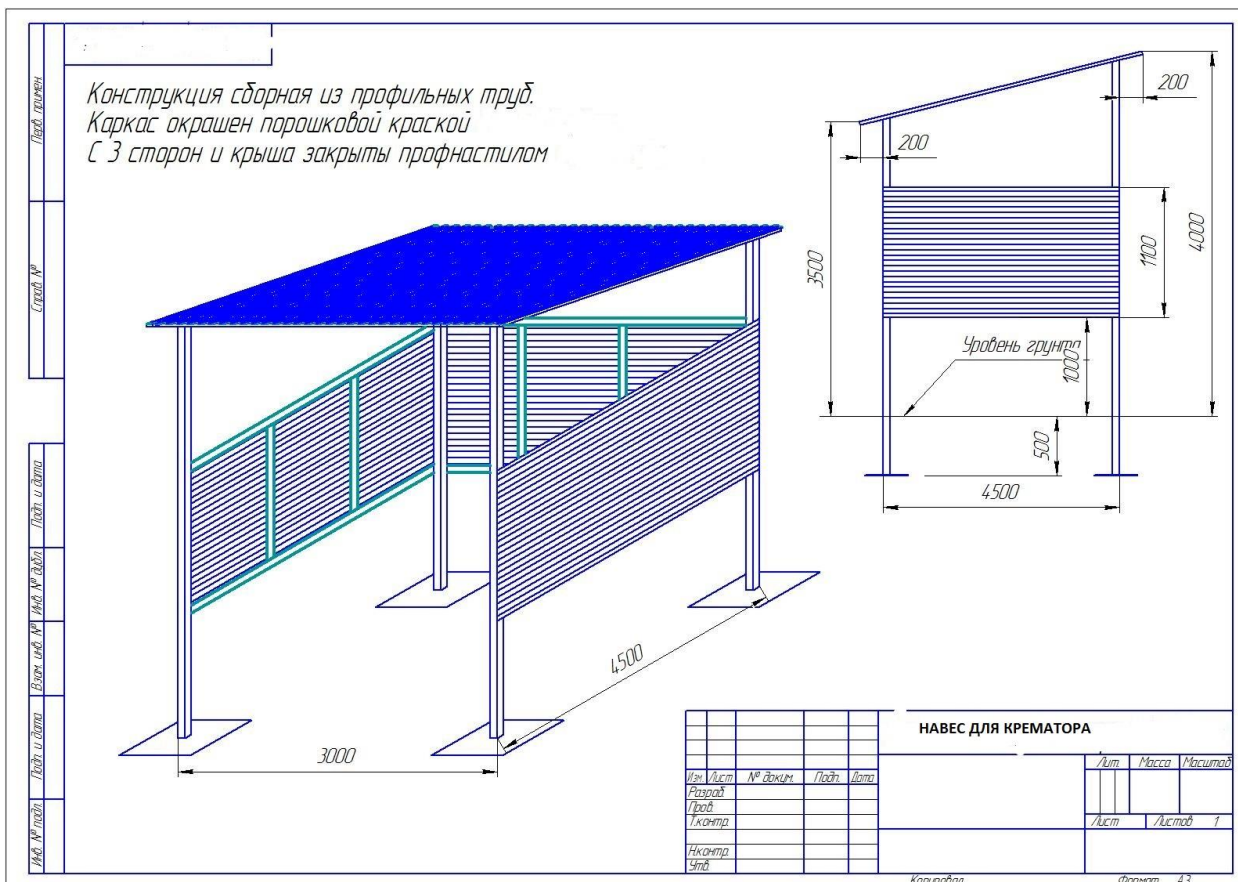 Конструкция сборная из профильных труб.
Каркас окрашен порошковой краской
С 3 сторон и крыша закрыты профнастилом
Перв. примен.
Справ. №
Подп. и дата
Инв. № дубл.
Взам. инв. №
Подп. и дата
Инв. № подл.
200
200
3500
1100
4000
Уровень грунта
1000
500
4500
4500
3000
НАВЕС ДЛЯ КРЕМАТОРА
Изм. Лист № докум. Подп. Дата
Разраб.
Пров.
Т.контр.
Н.контр.
Утв.
Лит. Масса Масштаб
Лист Листов 1
Копировал Формат А3